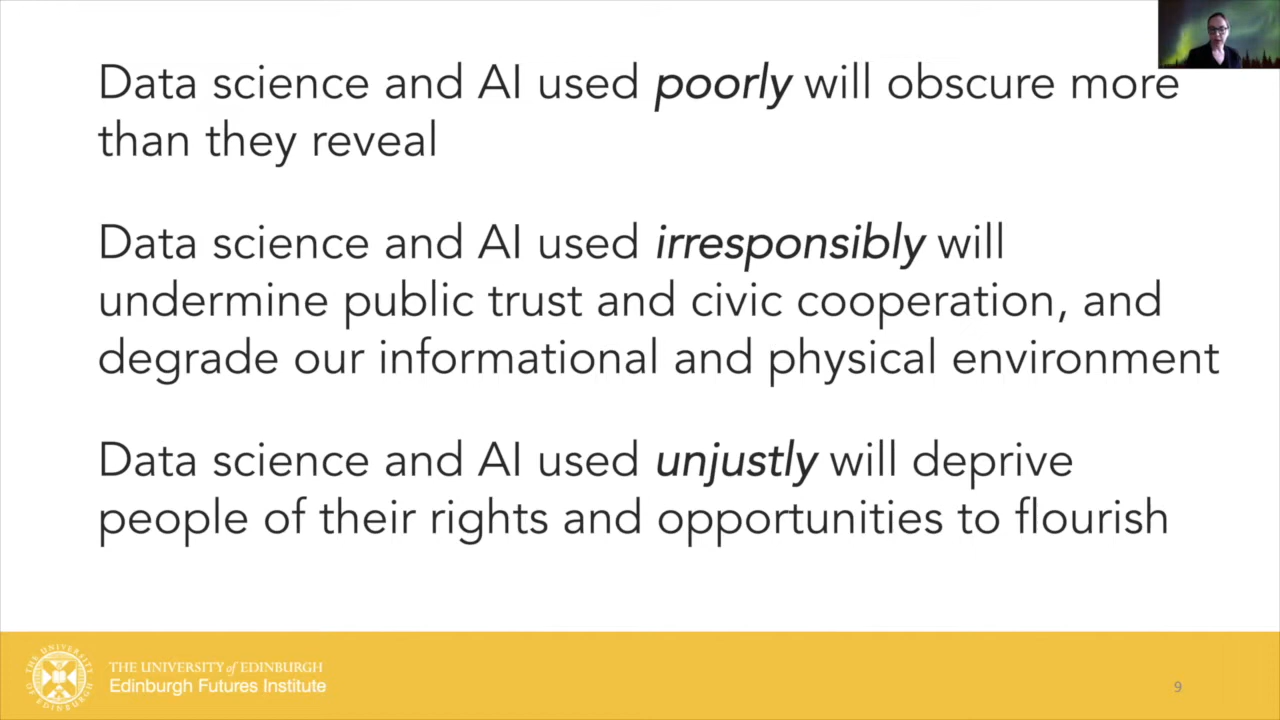 Data science and AI used poorly will obscure more
than they reveal
Data science and AI used irresponsibly will
undermine public trust and civic cooperation, and
degrade our informational and physical environment
Data science and AI used unjustly will deprive
people of their rights and opportunities to flourish
THE UNIVERSITY of EDINBURGH
Edinburgh Futures Institute
9